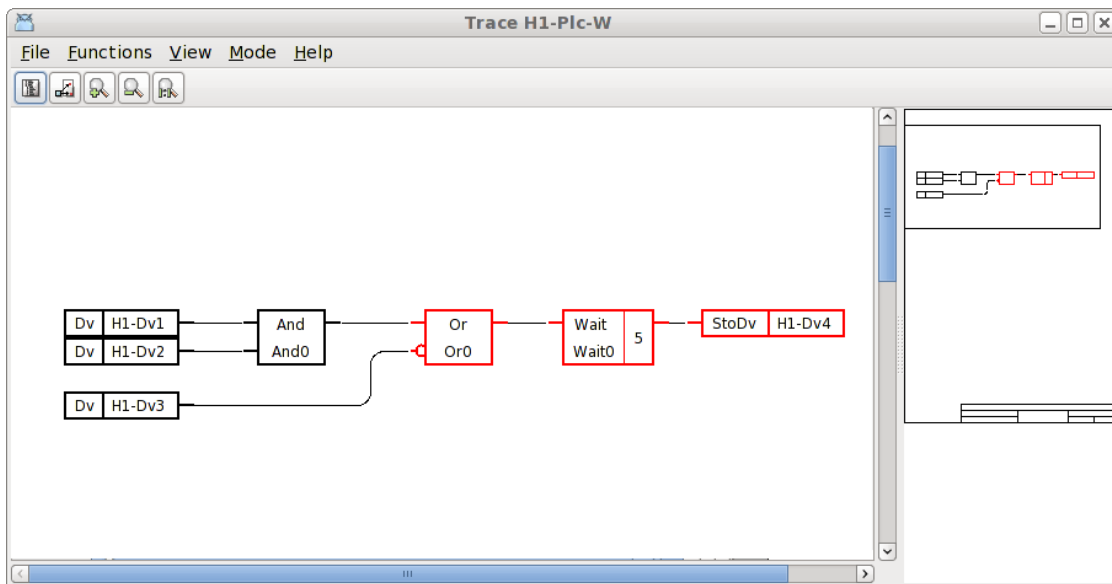 Trace H1-Plc-W
File Functions View Mode Help
Dv H1-Dv1
Dv H1-Dv2
Dv H1-Dv3
And
And0
Or
Or0
Wait
Wait0
5
StoDv H1-Dv4